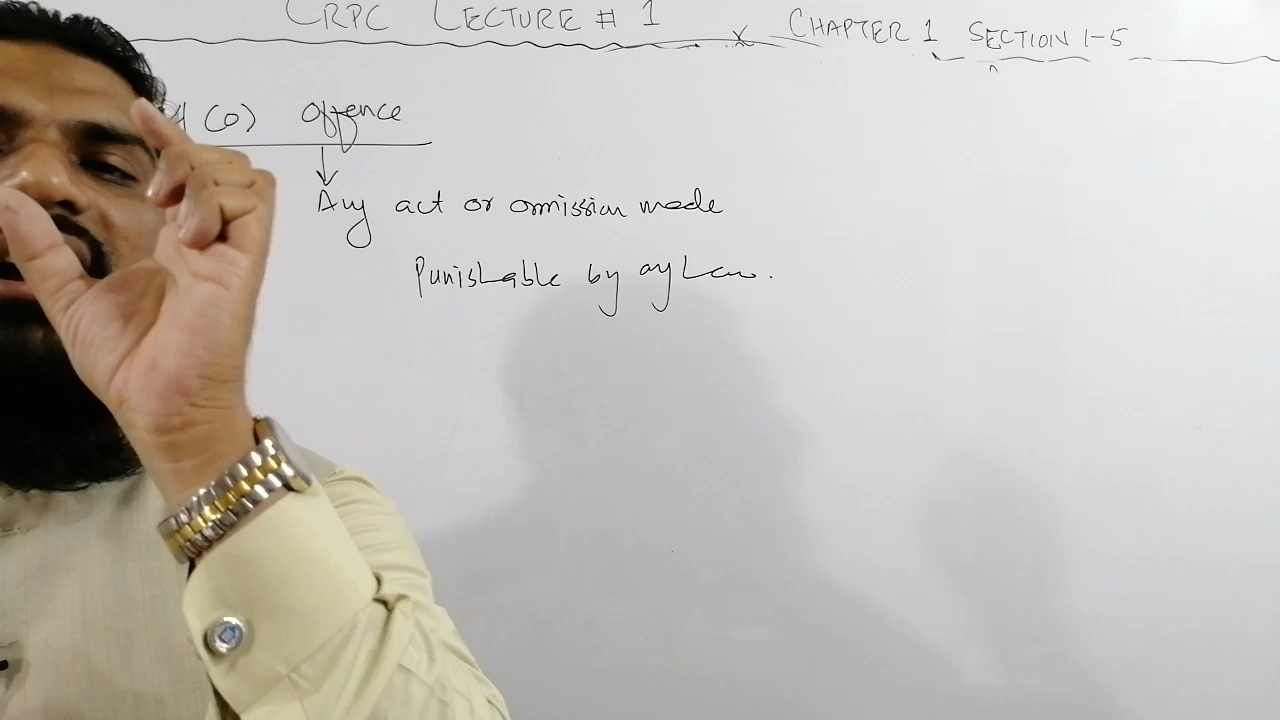 CRPC LECTURE # 1 x CHAPTER 1 SECTION 1-5
(o) offence
Any act or omission made
Punishable by any Law.